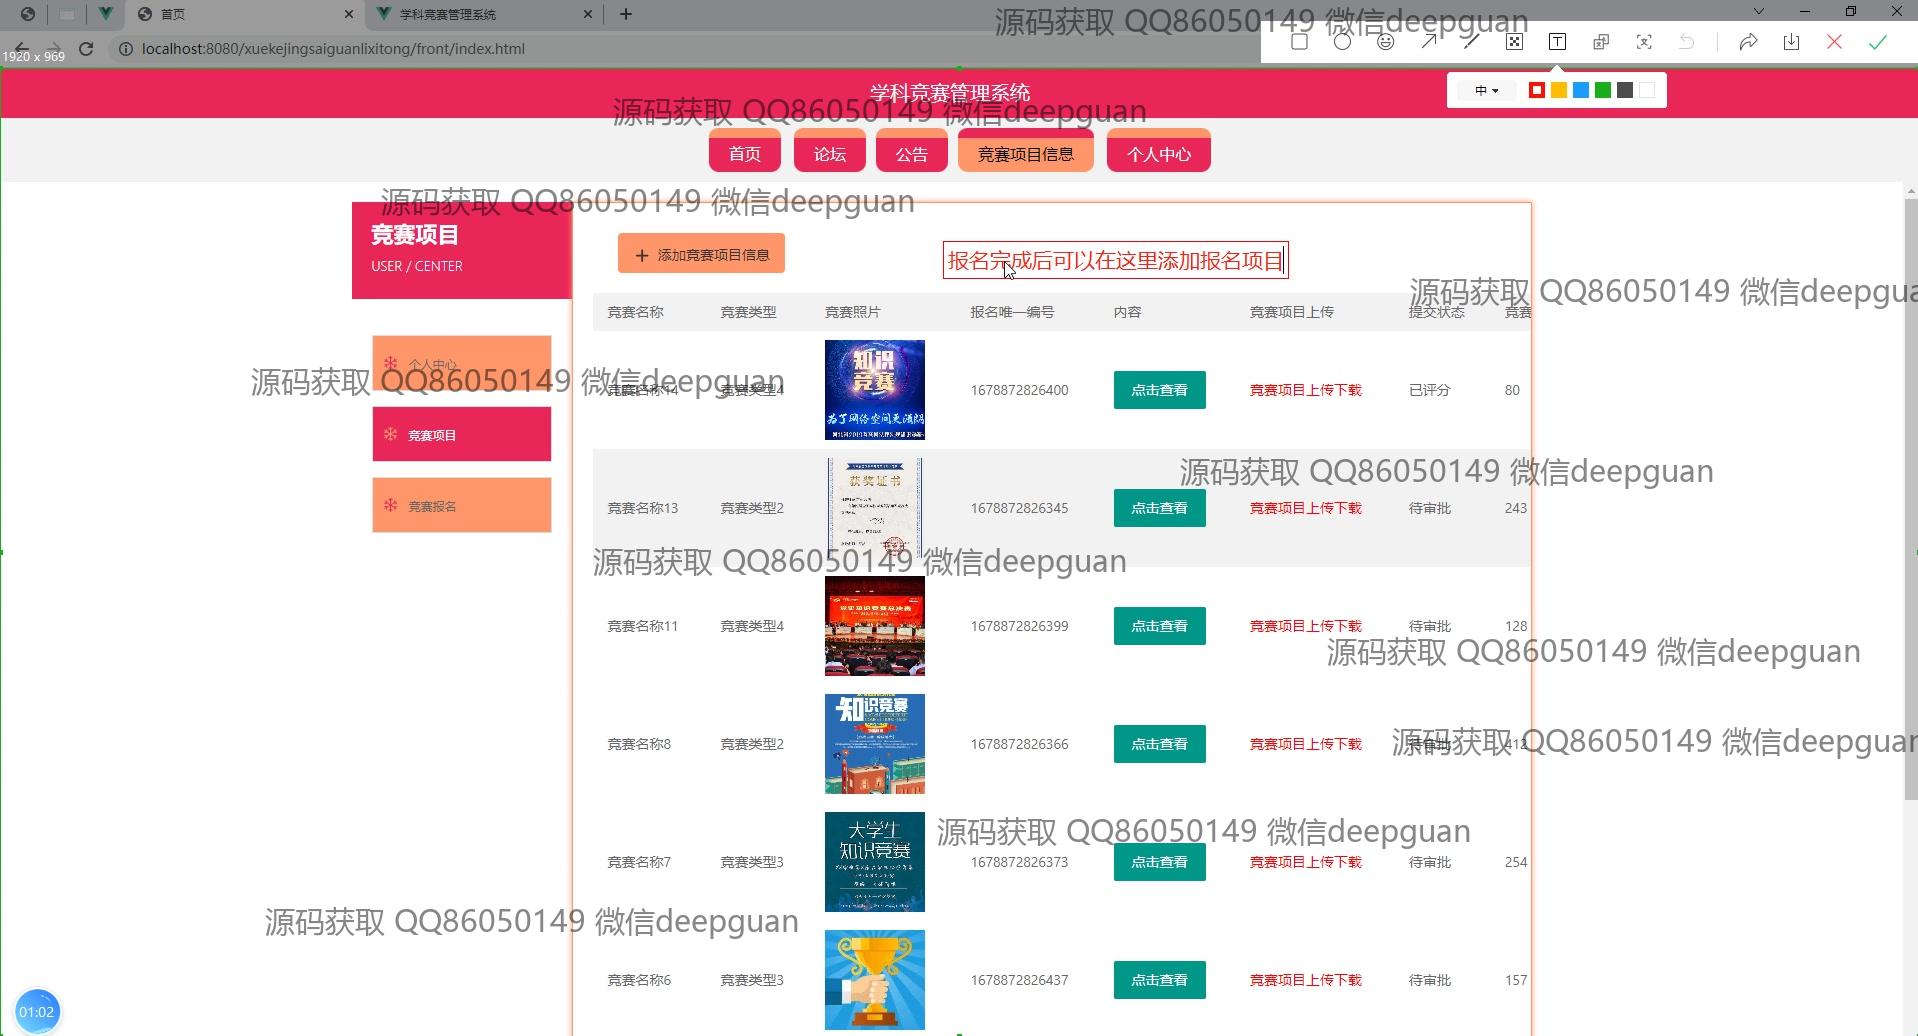 首页
学科竞赛管理系统
源码获取 QQ86050149 微信deepguan
localhost:8080/xuekejingsaiguanlixitong/front/index.html
1920 x 969
学科竞赛管理系统
中
源码获取 QQ86050149 微信deepguan
首页
论坛
公告
竞赛项目信息
个人中心
源码获取 QQ86050149 微信deepguan
竞赛项目
USER / CENTER
+ 添加竞赛项目信息
报名完成后可以在这里添加报名项目
源码获取 QQ86050149 微信deepgua
竞赛名称 竞赛类型 竞赛照片 报名唯一编号 内容 竞赛项目上传 提交状态 竞赛
个人中心
源码获取 QQ86050149 微信deepguan
竞赛项目
竞赛报名
知识
竞赛
竞赛名称14 竞赛类型4 1678872826400 点击查看 竞赛项目上传下载 已评分 80
源码获取 QQ86050149 微信deepguan
获奖证书
竞赛名称13 竞赛类型2 1678872826345 点击查看 竞赛项目上传下载 待审批 243
源码获取 QQ86050149 微信deepguan
竞赛名称11 竞赛类型4 1678872826399 点击查看 竞赛项目上传下载 待审批 128
源码获取 QQ86050149 微信deepguan
知识竞赛
竞赛名称8 竞赛类型2 1678872826366 点击查看 竞赛项目上传下载 待审批 412
源码获取 QQ86050149 微信deepguan
大学生
知识竞赛
源码获取 QQ86050149 微信deepguan
竞赛名称7 竞赛类型3 1678872826373 点击查看 竞赛项目上传下载 待审批 254
源码获取 QQ86050149 微信deepguan
竞赛名称6 竞赛类型3 1678872826437 点击查看 竞赛项目上传下载 待审批 157
01:02